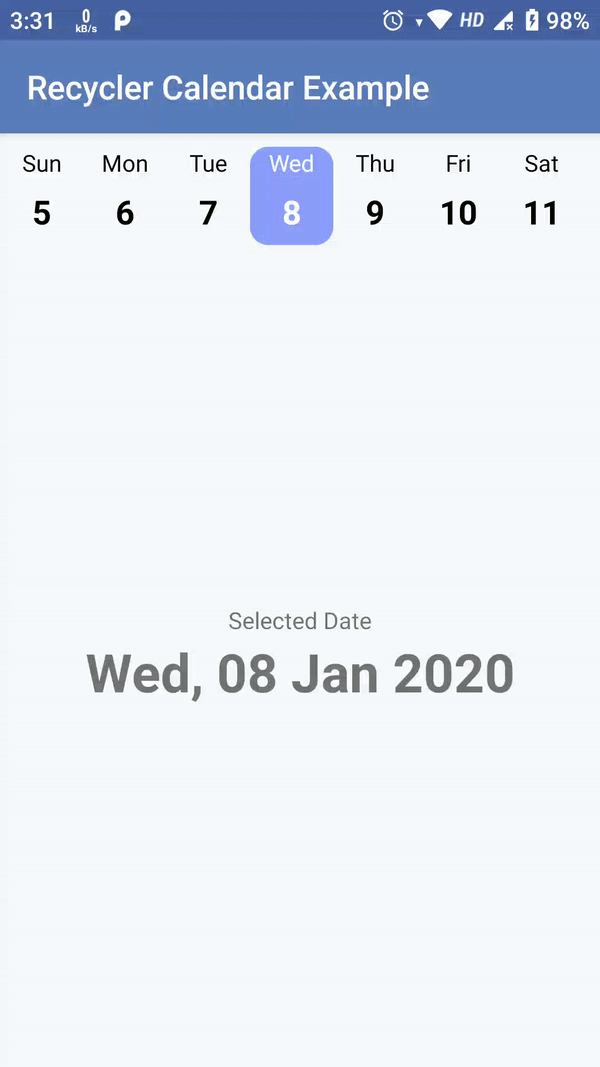 3:31 0 kB/s HD 98%
Recycler Calendar Example
Sun Mon Tue Wed Thu Fri Sat
5 6 7 8 9 10 11
Selected Date
Wed, 08 Jan 2020